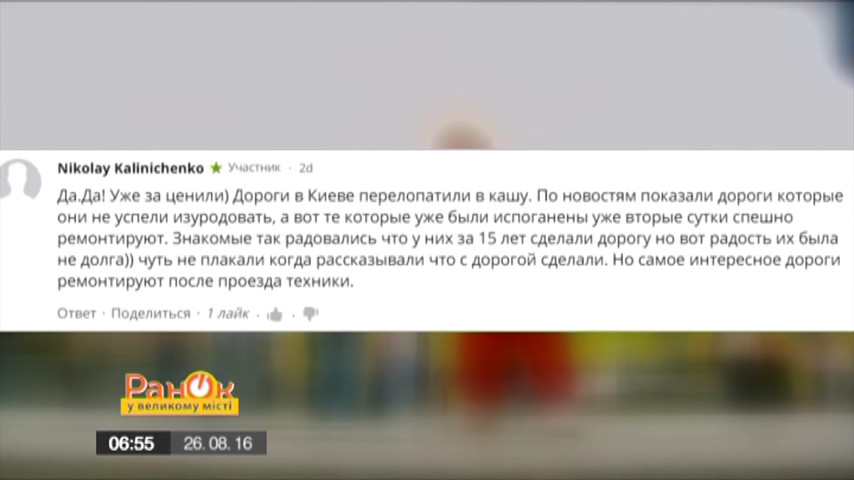 Nikolay Kalinichenko ★ Участник · 2d
Да.Да! Уже за ценили) Дороги в Киеве перелопатили в кашу. По новостям показали дороги которые
они не успели изуродовать, а вот те которые уже были испоганены уже вторые сутки спешно
ремонтируют. Знакомые так радовались что у них за 15 лет сделали дорогу но вот радость их была
не долга)) чуть не плакали когда рассказывали что с дорогой сделали. Но самое интересное дороги
ремонтируют после проезда техники.
Ответ · Поделиться · 1 лайк · ·
Ранок
у великому місті
06:55 26.08.16